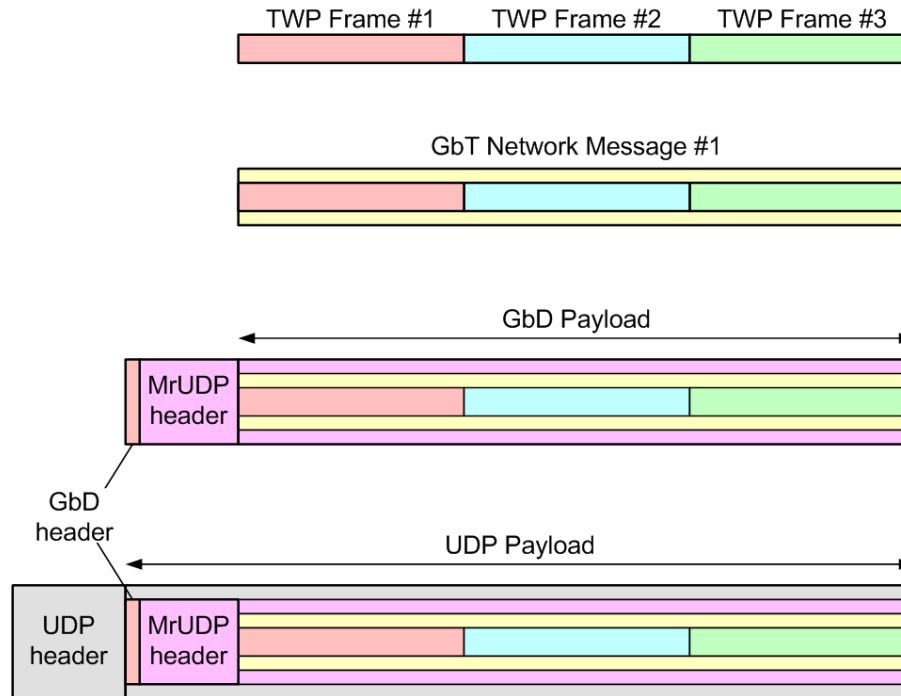 TWP Frame #1 TWP Frame #2 TWP Frame #3
GbT Network Message #1
GbD Payload
MrUDP
header
GbD
header
UDP Payload
UDP
header
MrUDP
header